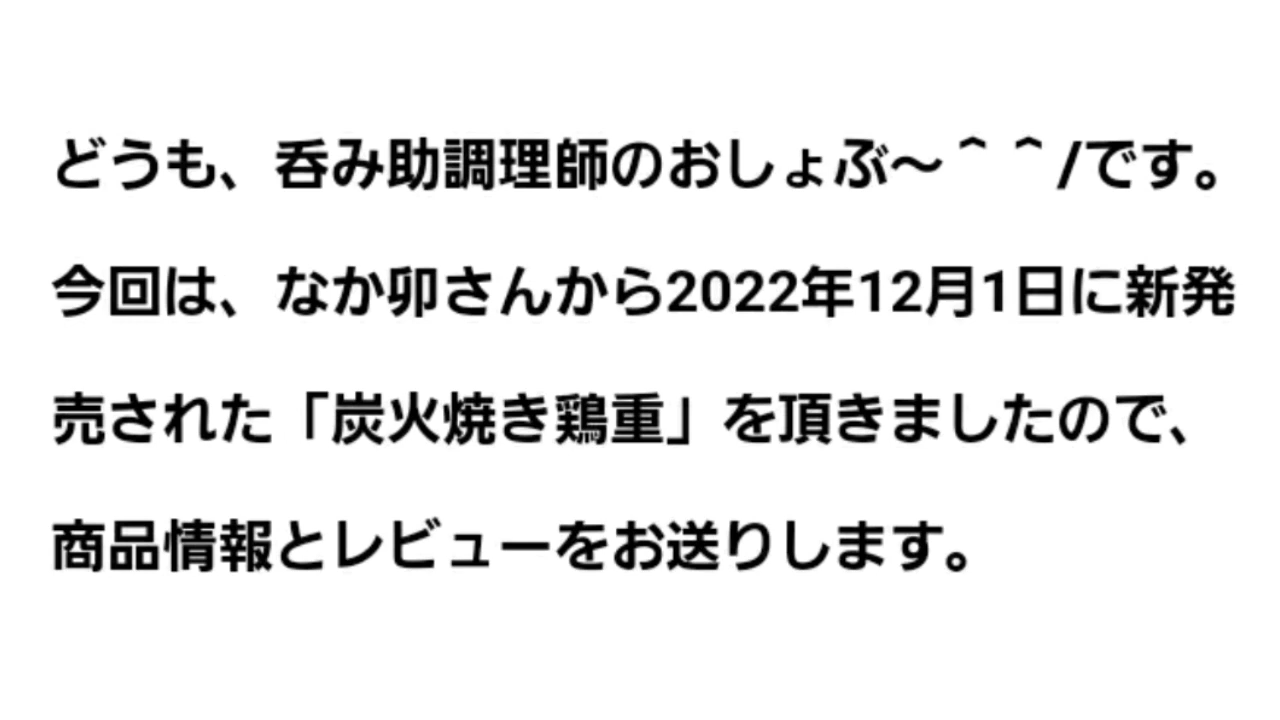 どうも、呑み助調理師のおしょぶ〜＾＾/です。
今回は、なか卯さんから2022年12月1日に新発
売された「炭火焼き鶏重」を頂きましたので、
商品情報とレビューをお送りします。